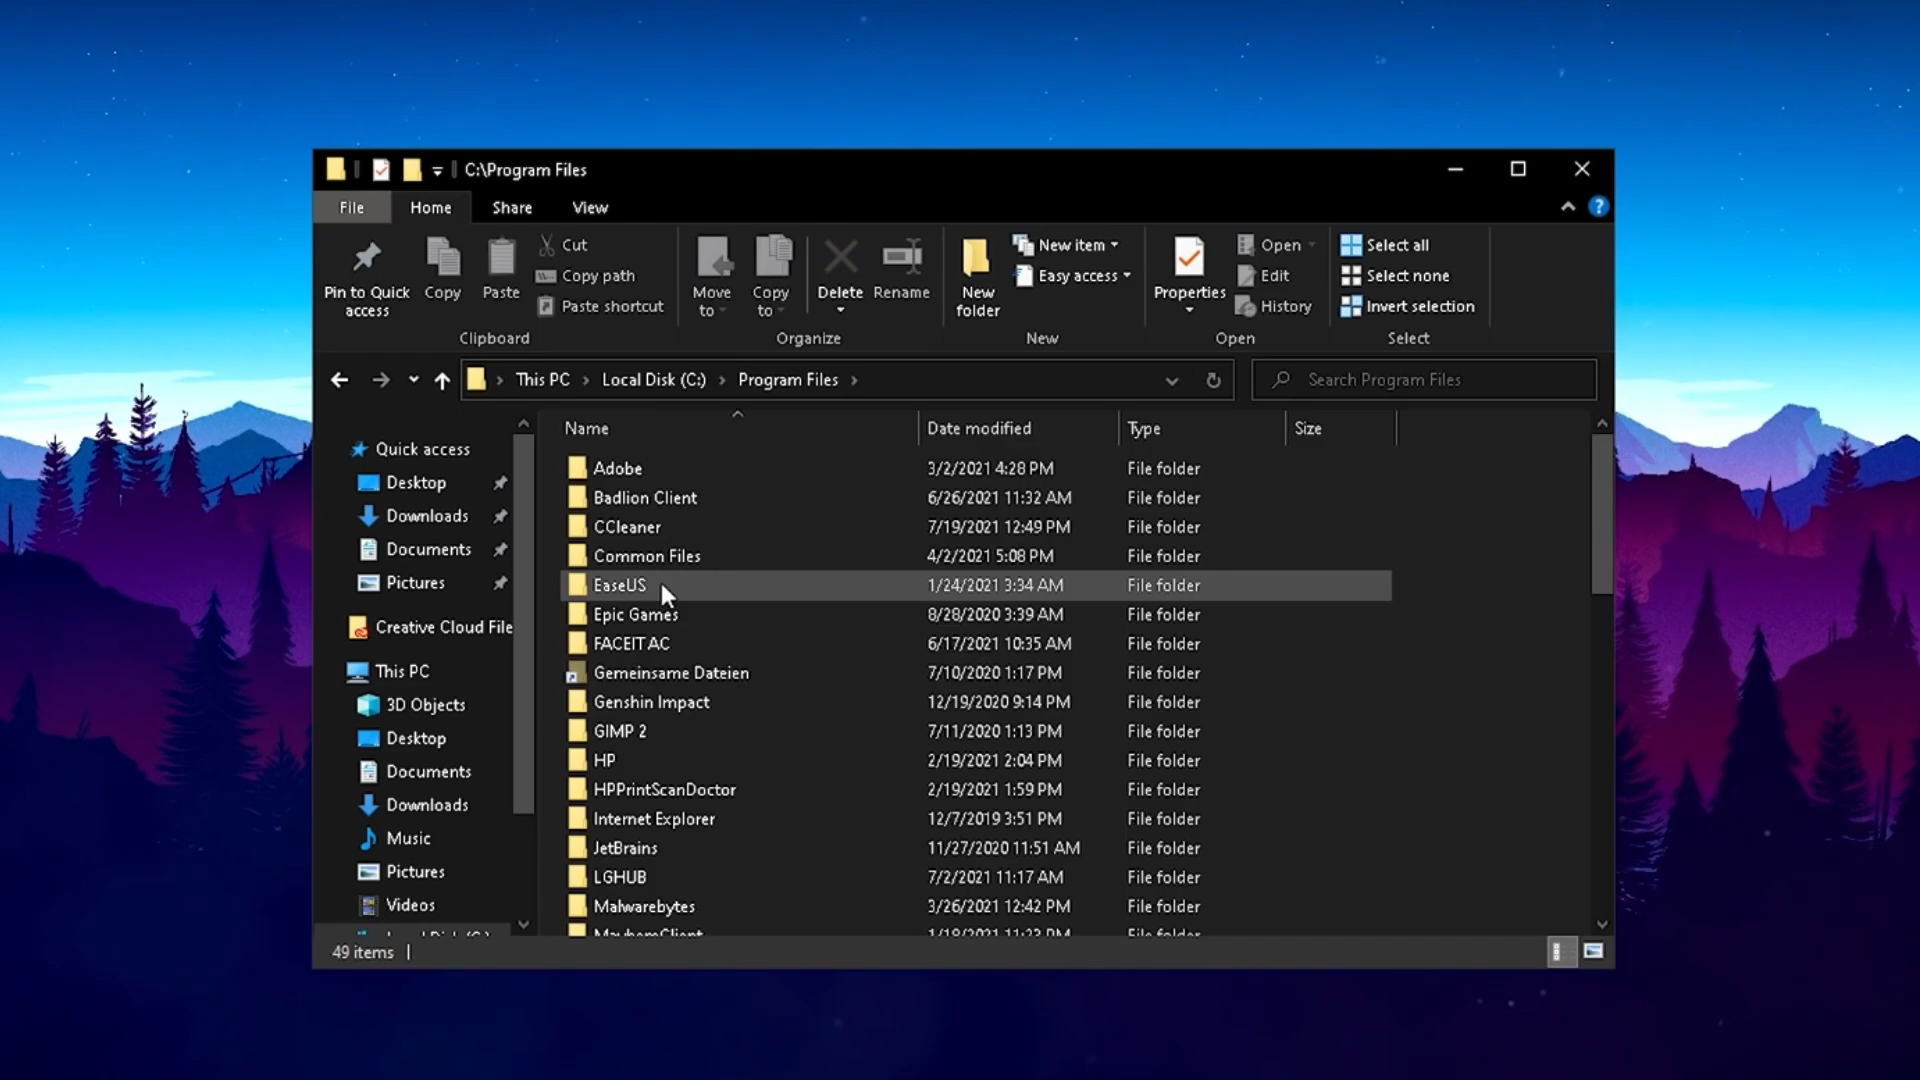 C:\Program Files
File Home Share View
Pin to Quick access
Copy
Paste
Cut
Copy path
Paste shortcut
Clipboard
Move to
Copy to
Delete
Rename
Organize
New folder
New item
Easy access
New
Properties
Open
Edit
History
Open
Select all
Select none
Invert selection
Select
This PC Local Disk (C:) Program Files
Search Program Files
Quick access
Desktop
Downloads
Documents
Pictures
Creative Cloud File
This PC
3D Objects
Desktop
Documents
Downloads
Music
Pictures
Videos
Name Date modified Type Size
Adobe 3/2/2021 4:28 PM File folder
Badlion Client 6/26/2021 11:32 AM File folder
CCleaner 7/19/2021 12:49 PM File folder
Common Files 4/2/2021 5:08 PM File folder
EaseUS 1/24/2021 3:34 AM File folder
Epic Games 8/28/2020 3:39 AM File folder
FACEIT AC 6/17/2021 10:35 AM File folder
Gemeinsame Dateien 7/10/2020 1:17 PM File folder
Genshin Impact 12/19/2020 9:14 PM File folder
GIMP 2 7/11/2020 1:13 PM File folder
HP 2/19/2021 2:04 PM File folder
HPPrintScanDoctor 2/19/2021 1:59 PM File folder
Internet Explorer 12/7/2019 3:51 PM File folder
JetBrains 11/27/2020 11:51 AM File folder
LGHUB 7/2/2021 11:17 AM File folder
Malwarebytes 3/26/2021 12:42 PM File folder
49 items